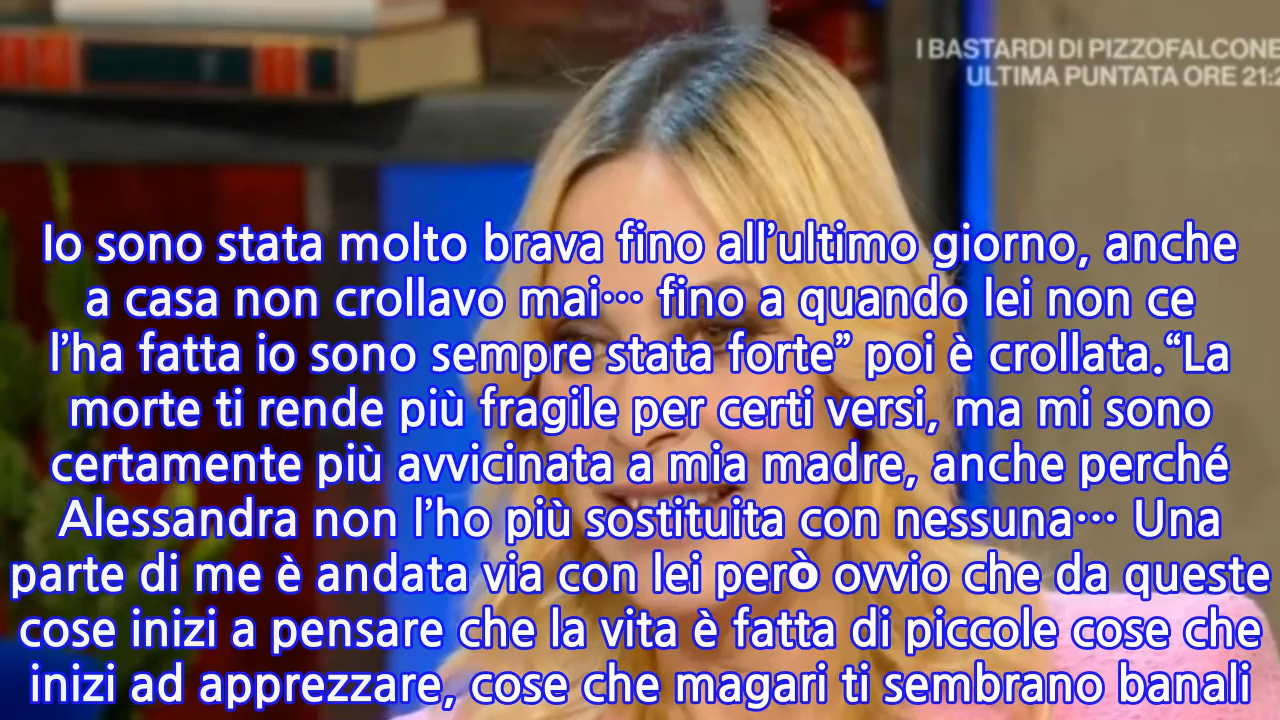 I BASTARDI DI PIZZOFALCONE
ULTIMA PUNTATA ORE 21:2
Io sono stata molto brava fino all’ultimo giorno, anche
a casa non crollavo mai… fino a quando lei non ce
l’ha fatta io sono sempre stata forte” poi è crollata.“La
morte ti rende più fragile per certi versi, ma mi sono
certamente più avvicinata a mia madre, anche perché
Alessandra non l’ho più sostituita con nessuna… Una
parte di me è andata via con lei però ovvio che da queste
cose inizi a pensare che la vita è fatta di piccole cose che
inizi ad apprezzare, cose che magari ti sembrano banali